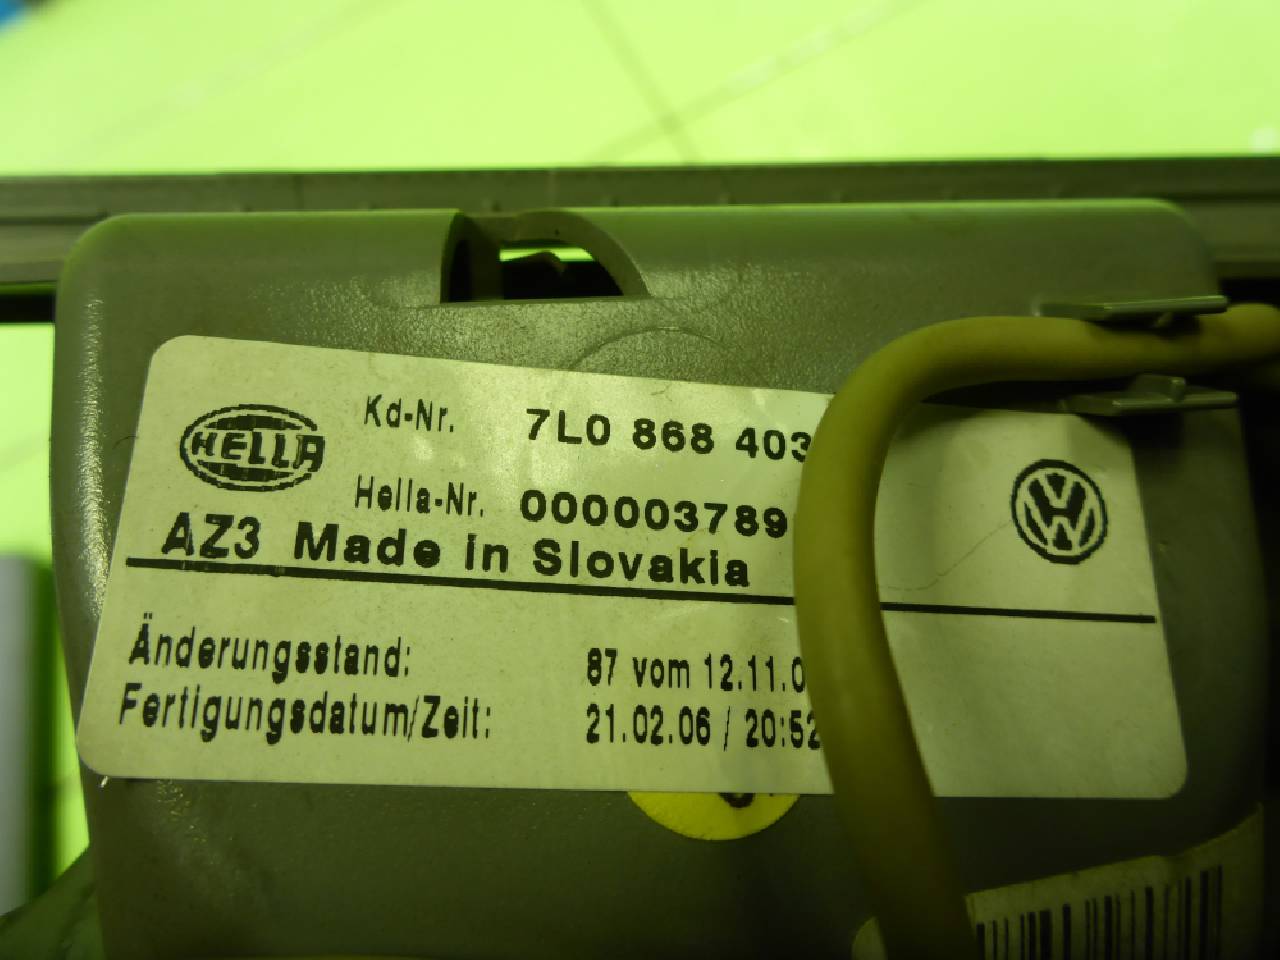 HELLA
Kd-Nr. 7L0 868 403
Hella-Nr. 000003789
AZ3 Made in Slovakia
Änderungsstand: 87 vom 12.11.0
Fertigungsdatum/Zeit: 21.02.06 / 20:52